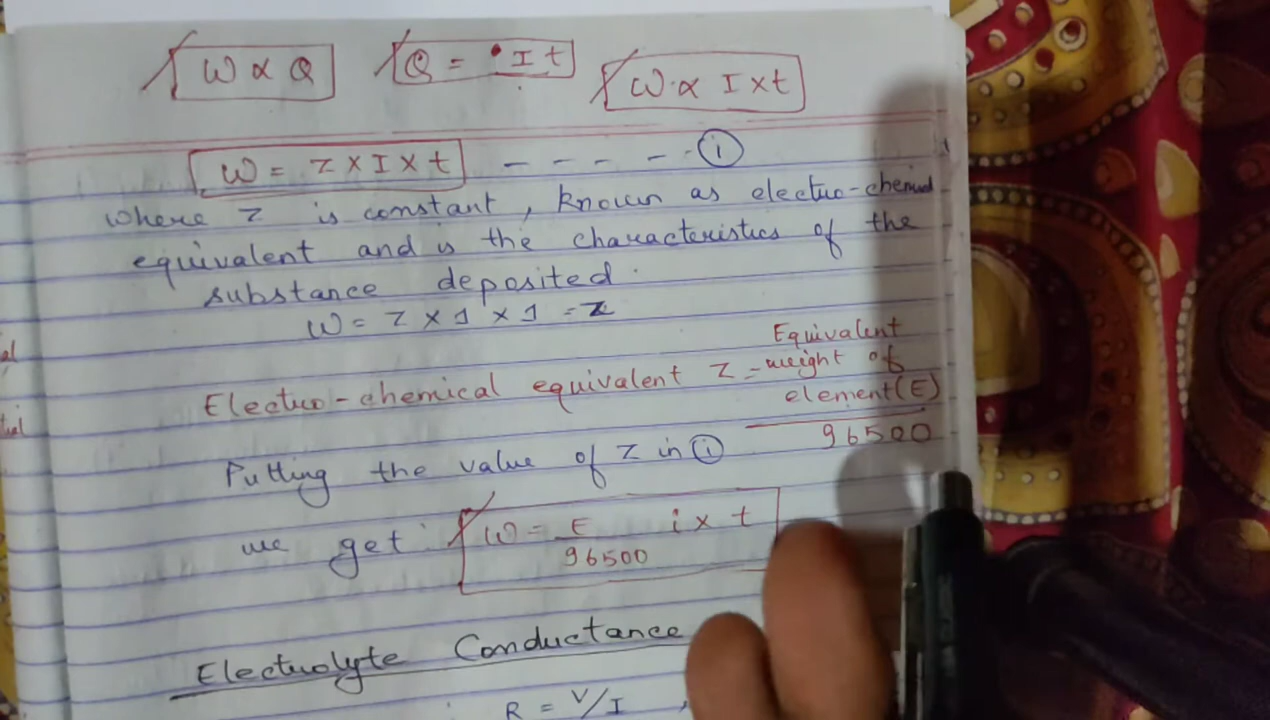 W ∝ Q    Q = It    W ∝ I × t
W = Z × I × t - - - - - ①
where z is constant, known as electro-chemical
equivalent and is the characteristics of the
substance deposited.
W = Z × 1 × 1 = Z
Equivalent
Electro-chemical equivalent Z = weight of
element(E)
96500
Putting the value of Z in ①
we get W = E/96500 i × t
Electrolyte Conductance
R = V/I